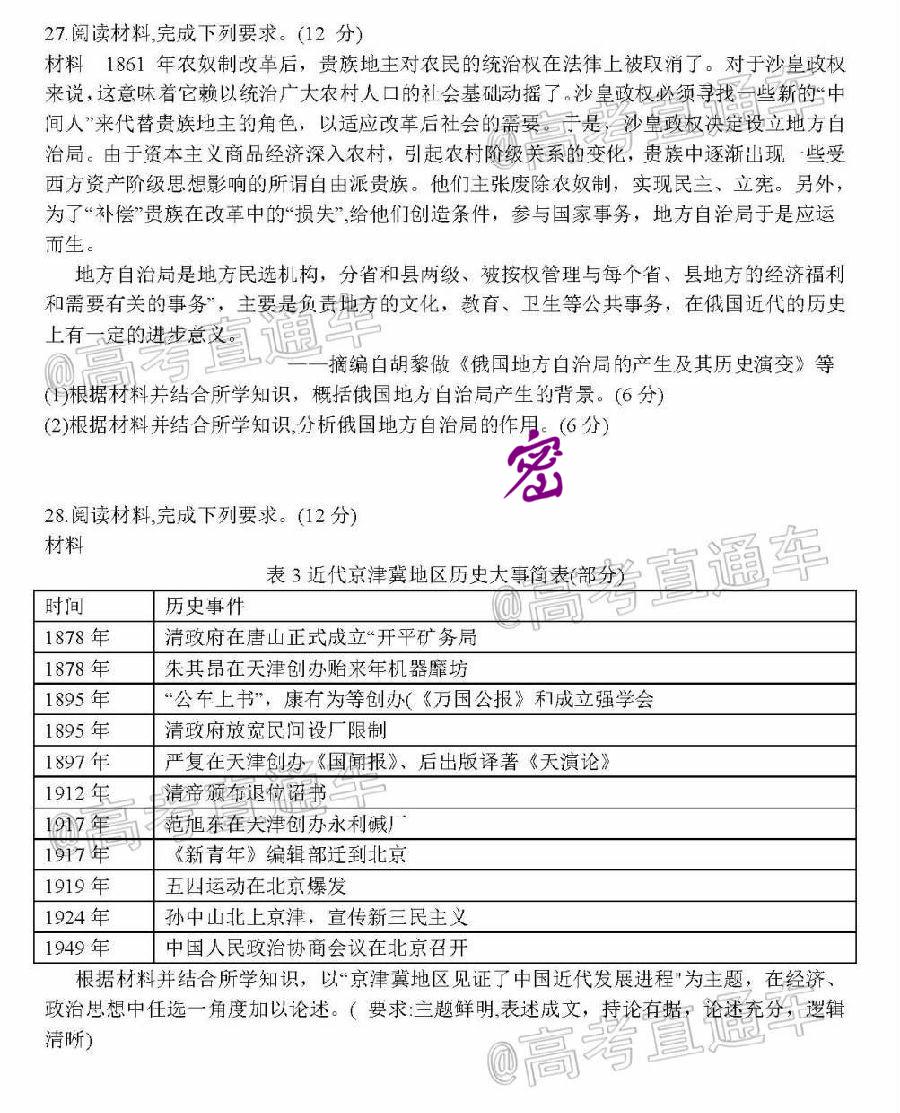 27.阅读材料,完成下列要求。(12 分)
材料 1861 年农奴制改革后，贵族地主对农民的统治权在法律上被取消了。对于沙皇政权
来说，这意味着它赖以统治广大农村人口的社会基础动摇了。沙皇政权必须寻找一些新的“中
间人”来代替贵族地主的角色，以适应改革后社会的需要。于是，沙皇政权决定设立地方自
治局。由于资本主义商品经济深入农村，引起农村阶级关系的变化，贵族中逐渐出现一些受
西方资产阶级思想影响的所谓自由派贵族。他们主张废除农奴制，实现民主、立宪。另外，
为了“补偿”贵族在改革中的“损失”,给他们创造条件，参与国家事务，地方自治局于是应运
而生。
地方自治局是地方民选机构，分省和县两级、被按权管理与每个省、县地方的经济福利
和需要有关的事务”，主要是负责地方的文化，教育、卫生等公共事务，在俄国近代的历史
上有一定的进步意义。
——摘编自胡黎做《俄国地方自治局的产生及其历史演变》等
(1)根据材料并结合所学知识，概括俄国地方自治局产生的背景。(6 分)
(2)根据材料并结合所学知识,分析俄国地方自治局的作用。(6 分)
密
28.阅读材料,完成下列要求。(12 分)
材料
表 3 近代京津冀地区历史大事简表(部分)
时间 历史事件
1878 年 清政府在唐山正式成立“开平矿务局
1878 年 朱其昂在天津创办贻来年机器靡坊
1895 年 “公车上书”，康有为等创办(《万国公报》和成立强学会
1895 年 清政府放宽民间设厂限制
1897 年 严复在天津创办《国闻报》、后出版译著《天演论》
1912 年 清帝颁布退位诏书
1917 年 范旭东在天津创办永利碱厂
1917 年 《新青年》编辑部迁到北京
1919 年 五四运动在北京爆发
1924 年 孙中山北上京津，宣传新三民主义
1949 年 中国人民政治协商会议在北京召开
根据材料并结合所学知识，以“京津冀地区见证了中国近代发展进程"为主题，在经济、
政治思想中任选一角度加以论述。( 要求:主题鲜明,表述成文，持论有据，论述充分，逻辑
清晰)
@高考直通车
@高考直通车
@高考直通车
@高考直通车
@高考直通车